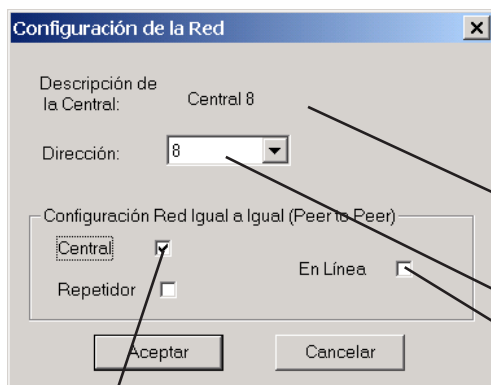 Configuración de la Red
Descripción de
la Central:
Central 8
Dirección:
8
Configuración Red Igual a Igual (Peer to Peer)
Central
En Línea
Repetidor
Aceptar
Cancelar